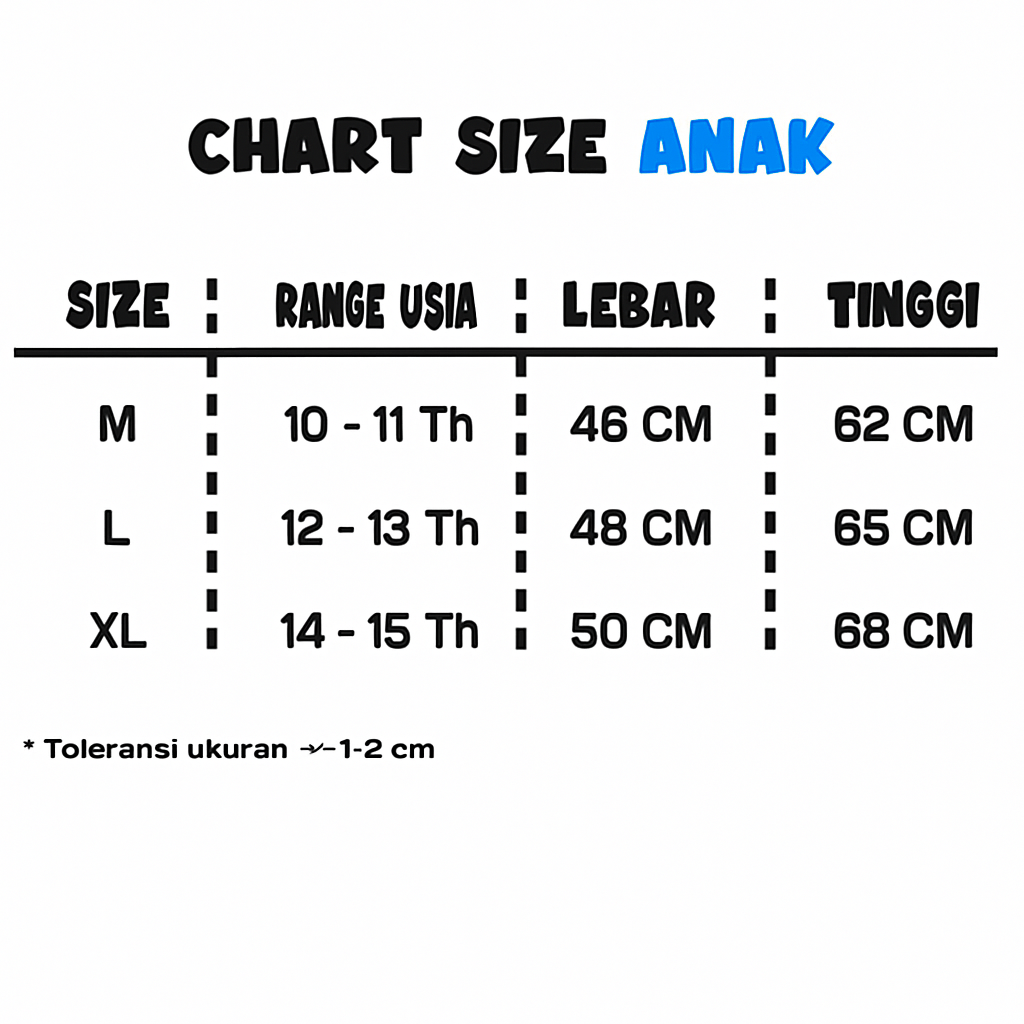 CHART SIZE ANAK
SIZE RANGE USIA LEBAR TINGGI
M 10 - 11 Th 46 CM 62 CM
L 12 - 13 Th 48 CM 65 CM
XL 14 - 15 Th 50 CM 68 CM
* Toleransi ukuran +/- 1-2 cm